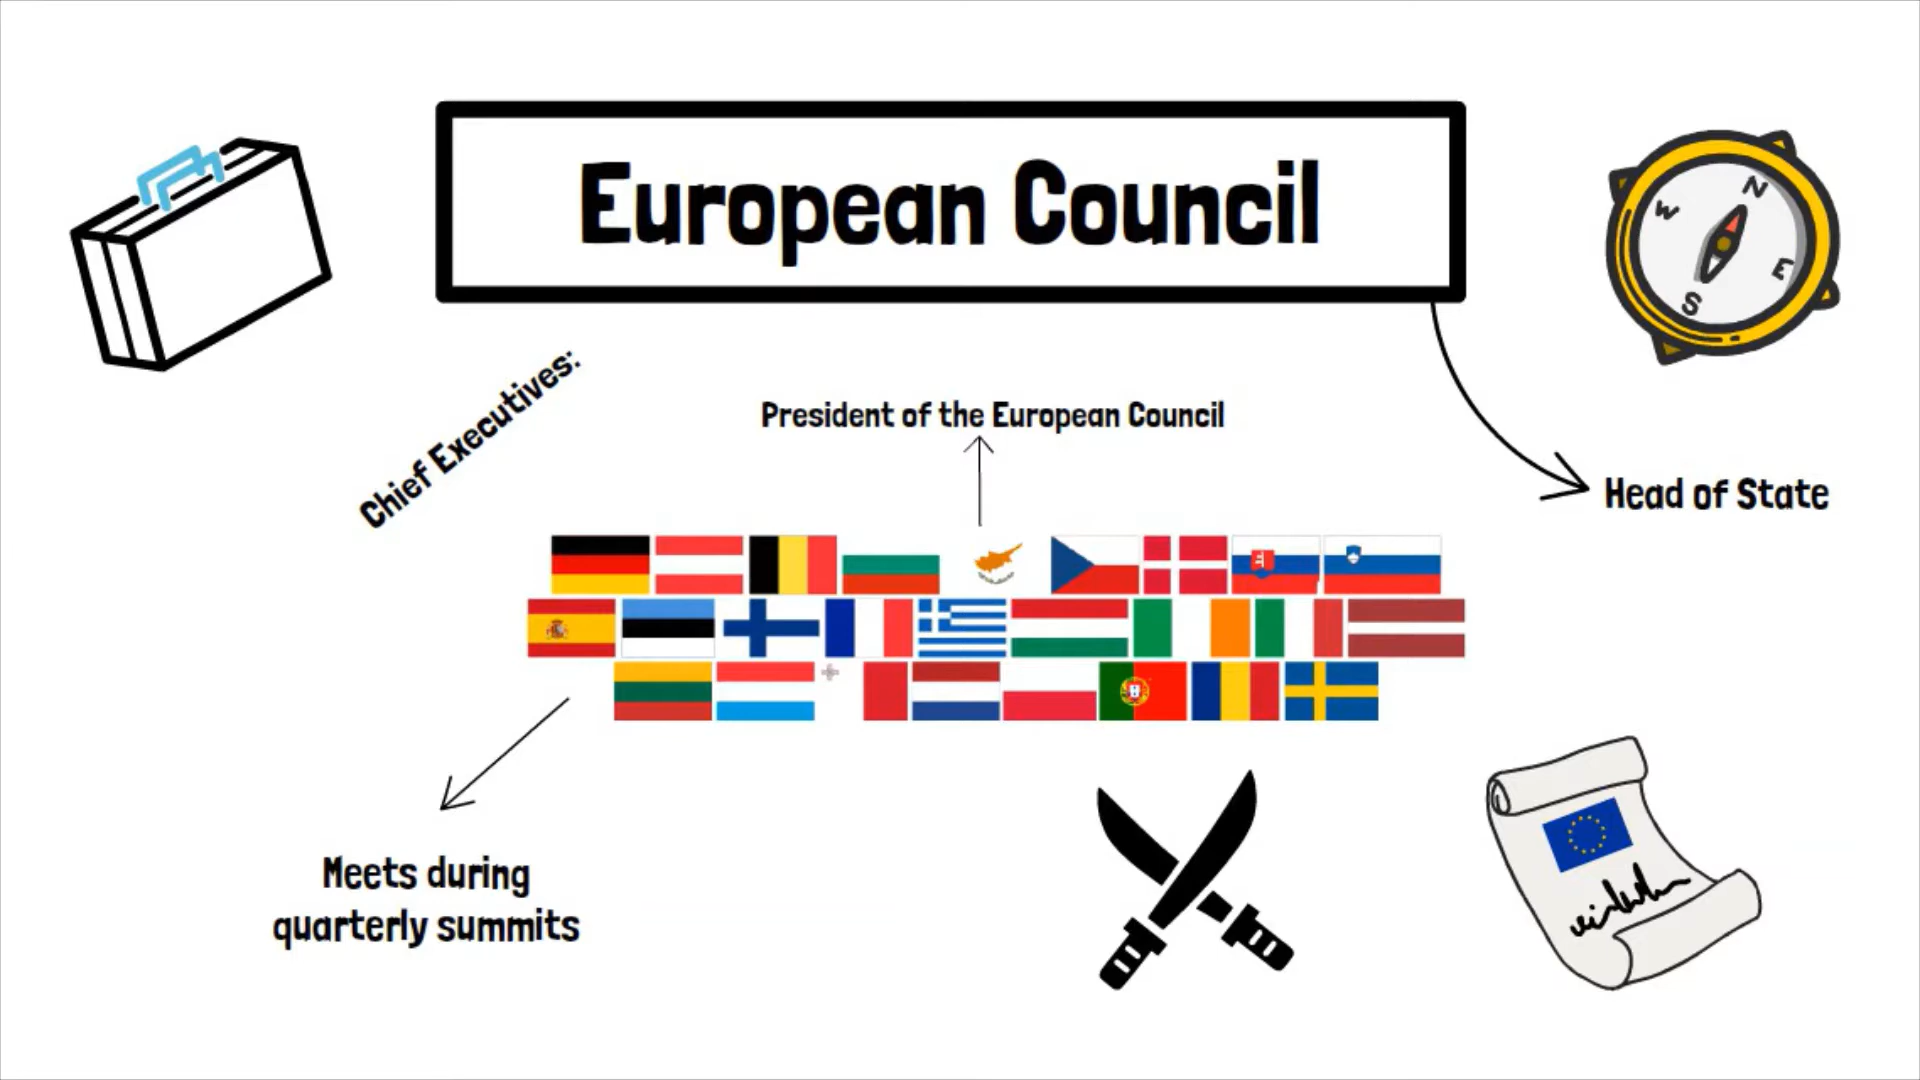 European Council
N
W
E
S
Chief Executives:
President of the European Council
Head of State
Meets during
quarterly summits